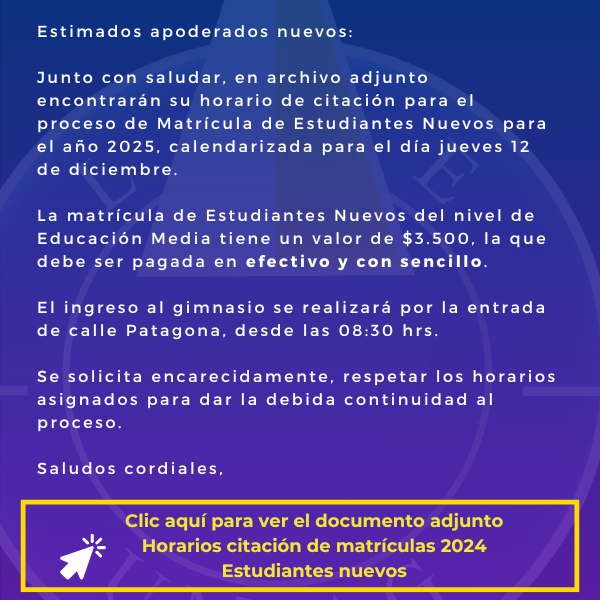 Estimados apoderados nuevos:
Junto con saludar, en archivo adjunto
encontrarán su horario de citación para el
proceso de Matrícula de Estudiantes Nuevos para
el año 2025, calendarizada para el día jueves 12
de diciembre.
La matrícula de Estudiantes Nuevos del nivel de
Educación Media tiene un valor de $3.500, la que
debe ser pagada en efectivo y con sencillo.
El ingreso al gimnasio se realizará por la entrada
de calle Patagona, desde las 08:30 hrs.
Se solicita encarecidamente, respetar los horarios
asignados para dar la debida continuidad al
proceso.
Saludos cordiales,
Clic aquí para ver el documento adjunto
Horarios citación de matrículas 2024
Estudiantes nuevos